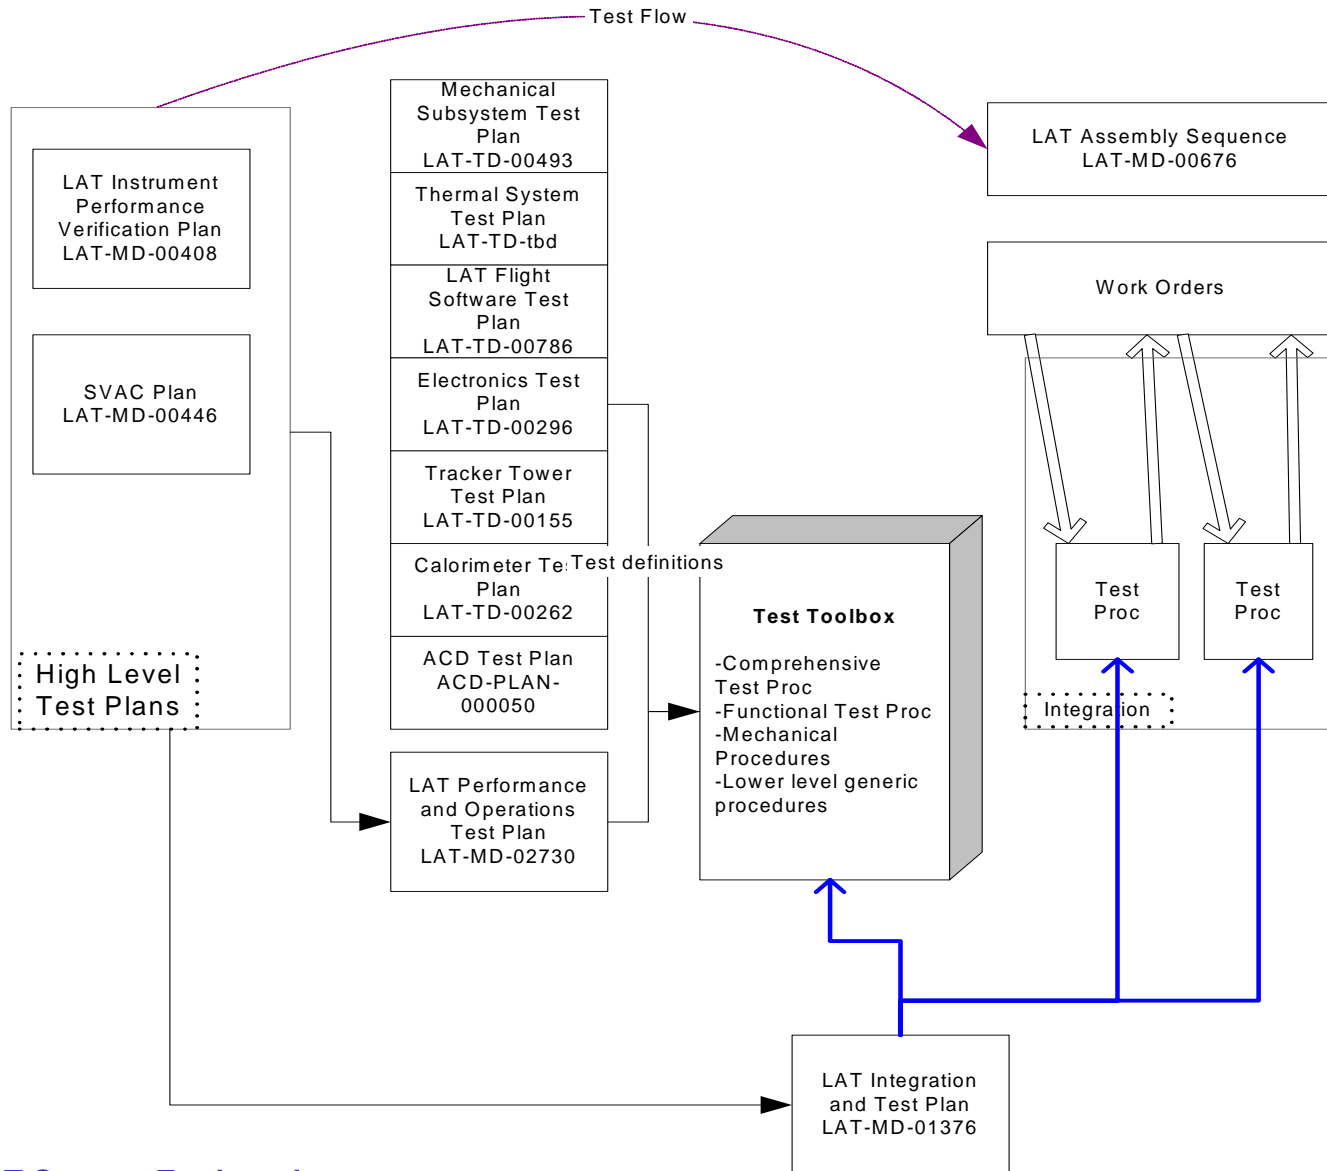 Test Flow
Mechanical
Subsystem Test
Plan
LAT-TD-00493
LAT Assembly Sequence
LAT-MD-00676
LAT Instrument
Performance
Verification Plan
LAT-MD-00408
Thermal System
Test Plan
LAT-TD-tbd
LAT Flight
Software Test
Plan
LAT-TD-00786
Work Orders
SVAC Plan
LAT-MD-00446
Electronics Test
Plan
LAT-TD-00296
Tracker Tower
Test Plan
LAT-TD-00155
Calorimeter Te
Plan
LAT-TD-00262
Test definitions
ACD Test Plan
ACD-PLAN-
000050
High Level
Test Plans
LAT Performance
and Operations
Test Plan
LAT-MD-02730
Test Toolbox
-Comprehensive
Test Proc
-Functional Test Proc
-Mechanical
Procedures
-Lower level generic
procedures
Test
Proc
Test
Proc
Integration
LAT Integration
and Test Plan
LAT-MD-01376